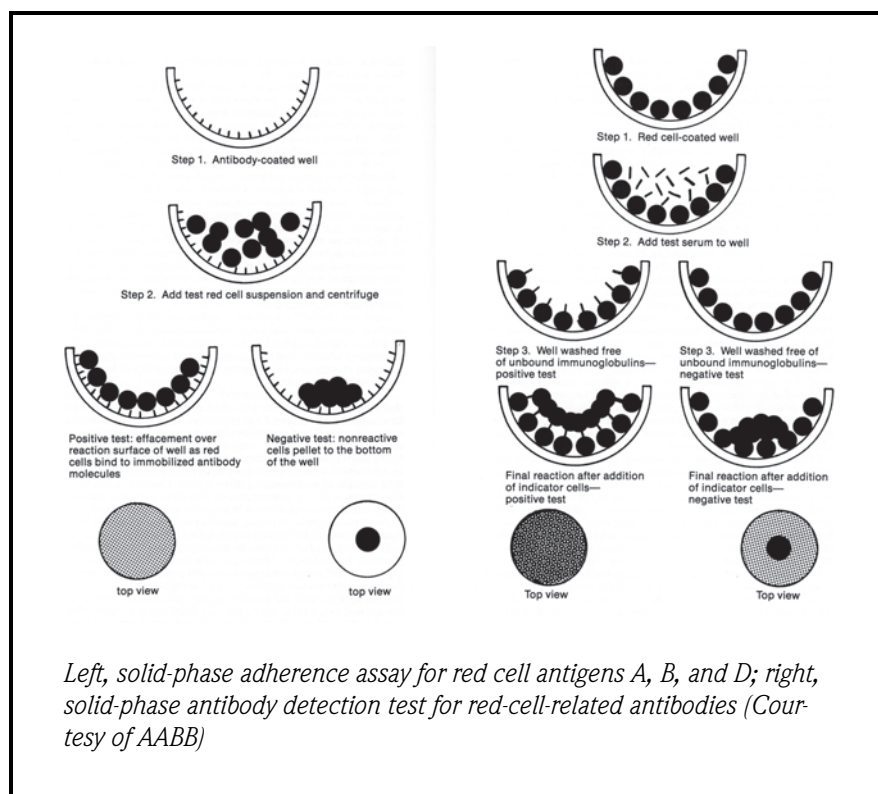 Step 1. Antibody-coated well
Step 2. Add test red cell suspension and centrifuge
Positive test: effacement over
reaction surface of well as red
cells bind to immobilized antibody
molecules
Negative test: nonreactive
cells pellet to the bottom
of the well
top view
top view
Step 1. Red cell-coated well
Step 2. Add test serum to well
Step 3. Well washed free
of unbound immunoglobulins—
positive test
Step 3. Well washed free of
unbound immunoglobulins—
negative test
Final reaction after addition
of indicator cells—
positive test
Final reaction after addition
of indicator cells—
negative test
Top view
Top view
Left, solid-phase adherence assay for red cell antigens A, B, and D; right,
solid-phase antibody detection test for red-cell-related antibodies (Cour-
tesy of AABB)